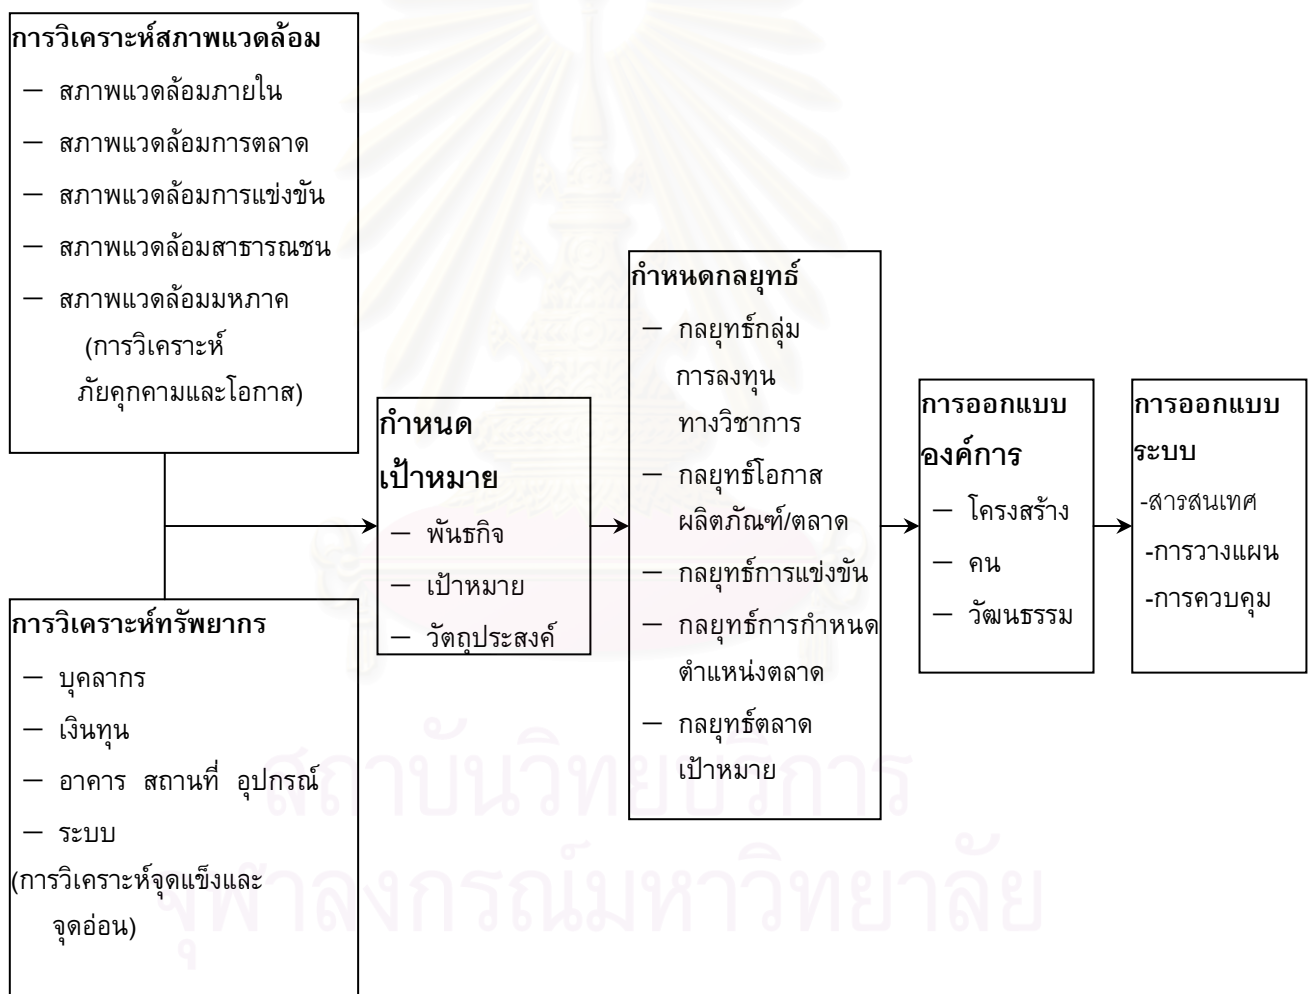 การวิเคราะห์สภาพแวดล้อม
— สภาพแวดล้อมภายใน
— สภาพแวดล้อมการตลาด
— สภาพแวดล้อมการแข่งขัน
— สภาพแวดล้อมสาธารณชน
— สภาพแวดล้อมมหภาค
(การวิเคราะห์
ภัยคุกคามและโอกาส)
การวิเคราะห์ทรัพยากร
— บุคลากร
— เงินทุน
— อาคาร สถานที่ อุปกรณ์
— ระบบ
(การวิเคราะห์จุดแข็งและ
จุดอ่อน)
กำหนด
เป้าหมาย
— พันธกิจ
— เป้าหมาย
— วัตถุประสงค์
กำหนดกลยุทธ์
— กลยุทธ์กลุ่ม
การลงทุน
ทางวิชาการ
— กลยุทธ์โอกาส
ผลิตภัณฑ์/ตลาด
— กลยุทธ์การแข่งขัน
— กลยุทธ์การกำหนด
ตำแหน่งตลาด
— กลยุทธ์ตลาด
เป้าหมาย
การออกแบบ
องค์การ
— โครงสร้าง
— คน
— วัฒนธรรม
การออกแบบ
ระบบ
-สารสนเทศ
-การวางแผน
-การควบคุม
สถาบันวิทยบริการ
จุฬาลงกรณ์มหาวิทยาลัย